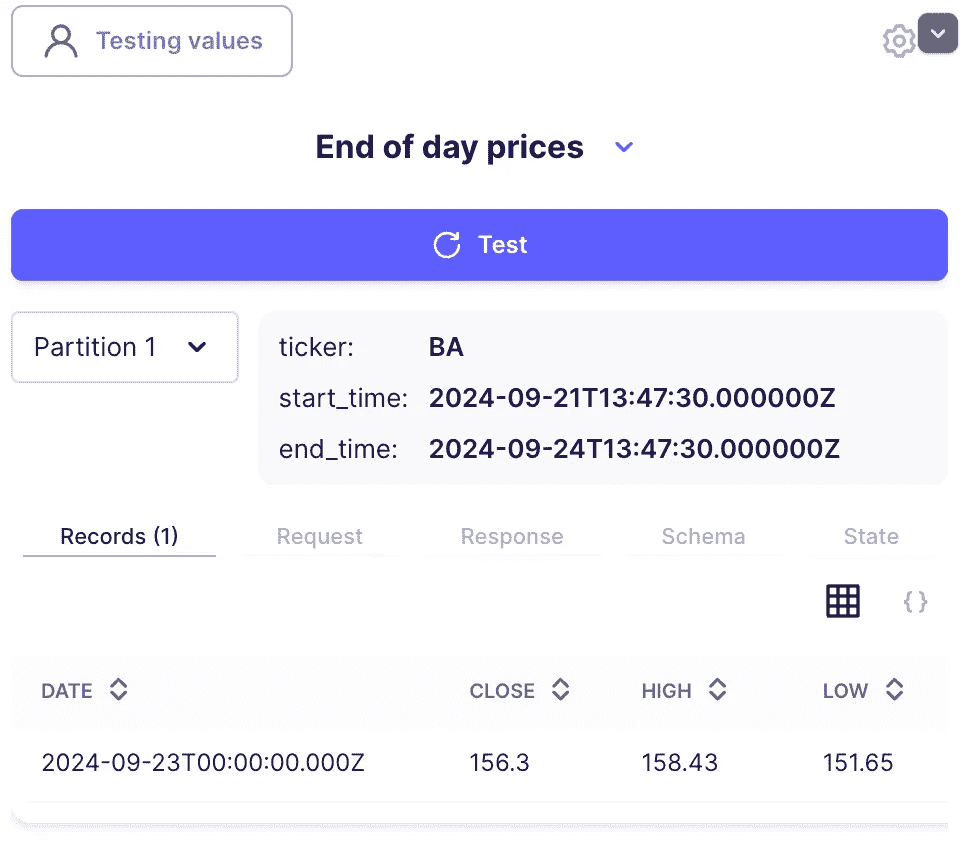 Testing values
End of day prices
Test
Partition 1
ticker: BA
start_time: 2024-09-21T13:47:30.000000Z
end_time: 2024-09-24T13:47:30.000000Z
Records (1) Request Response Schema State
{ }
DATE CLOSE HIGH LOW
2024-09-23T00:00:00.000Z 156.3 158.43 151.65